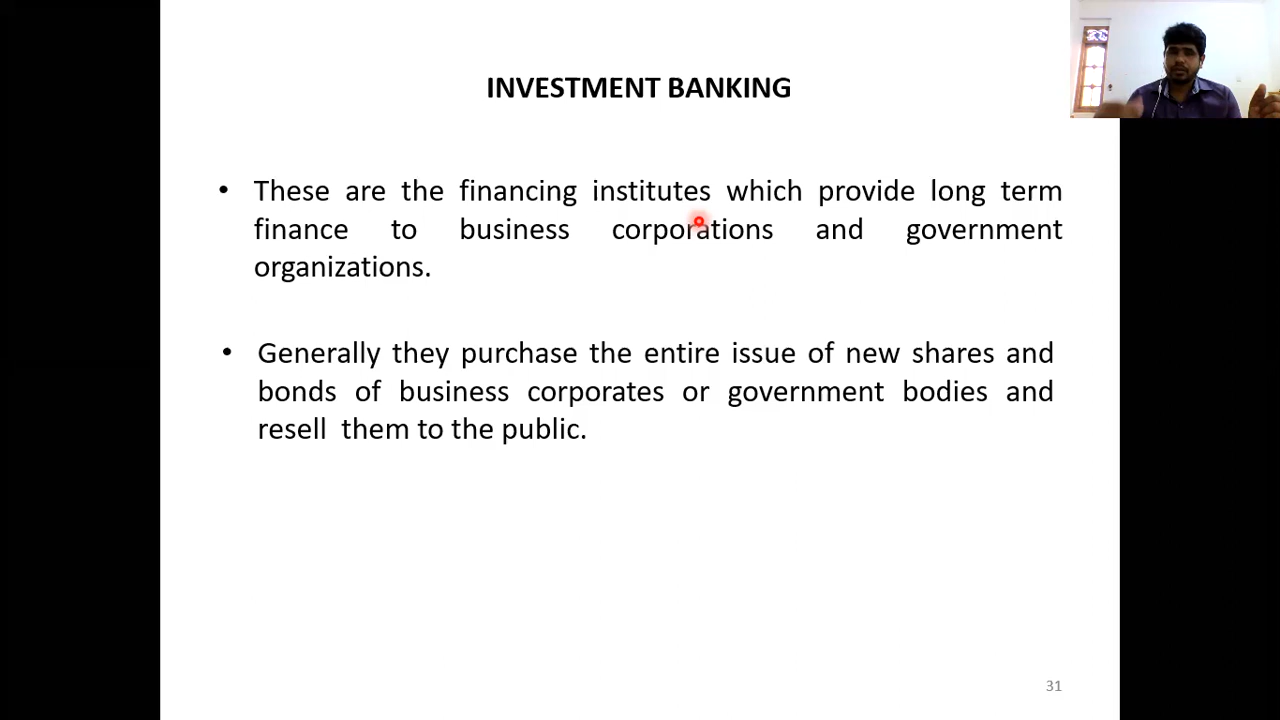 INVESTMENT BANKING
• These are the financing institutes which provide long term
finance to business corporations and government
organizations.
• Generally they purchase the entire issue of new shares and
bonds of business corporates or government bodies and
resell them to the public.
31